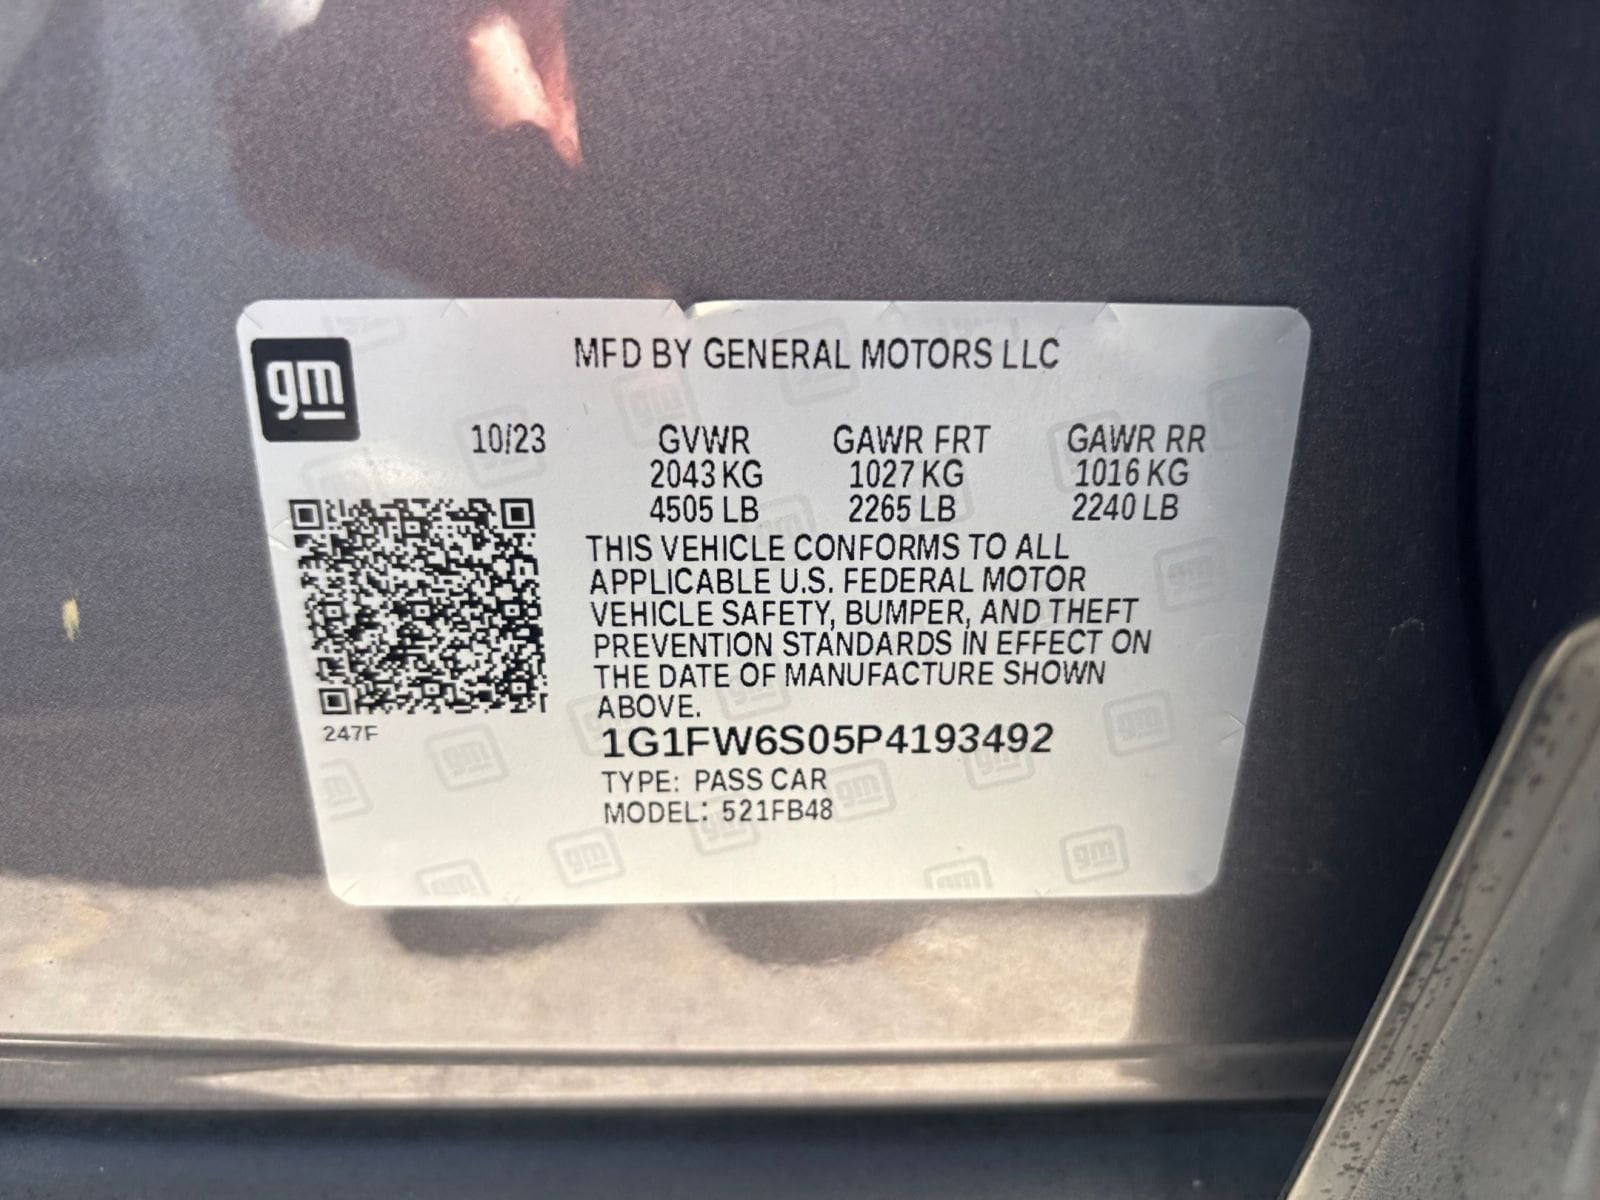 gm
MFD BY GENERAL MOTORS LLC
10/23 GVWR GAWR FRT GAWR RR
2043 KG 1027 KG 1016 KG
4505 LB 2265 LB 2240 LB
THIS VEHICLE CONFORMS TO ALL
APPLICABLE U.S. FEDERAL MOTOR
VEHICLE SAFETY, BUMPER, AND THEFT
PREVENTION STANDARDS IN EFFECT ON
THE DATE OF MANUFACTURE SHOWN
ABOVE.
247F
1G1FW6S05P4193492
TYPE: PASS CAR
MODEL: 521FB48